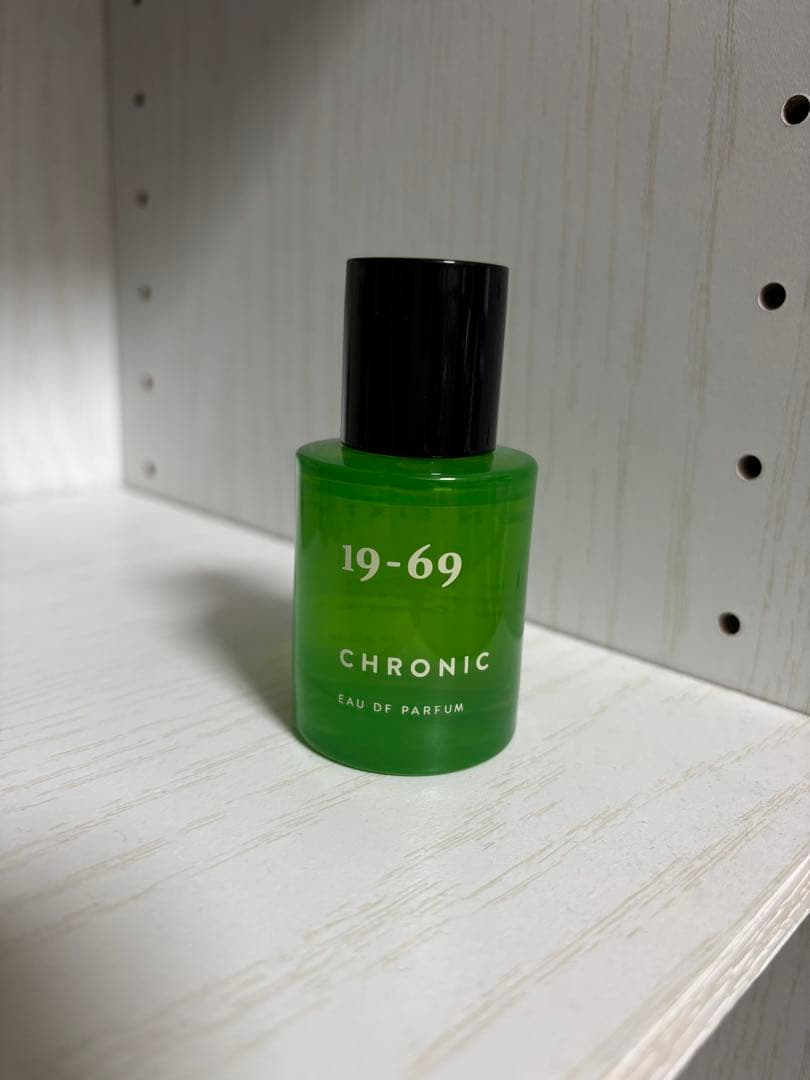 19-69
CHRONIC
EAU DE PARFUM